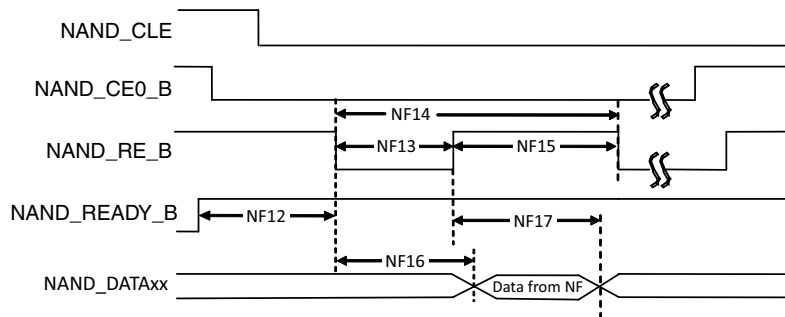 NAND_CLE
NAND_CE0_B
NF14
NAND_RE_B
NF13
NF15
NAND_READY_B
NF12
NF17
NF16
NAND_DATAxx
Data from NF